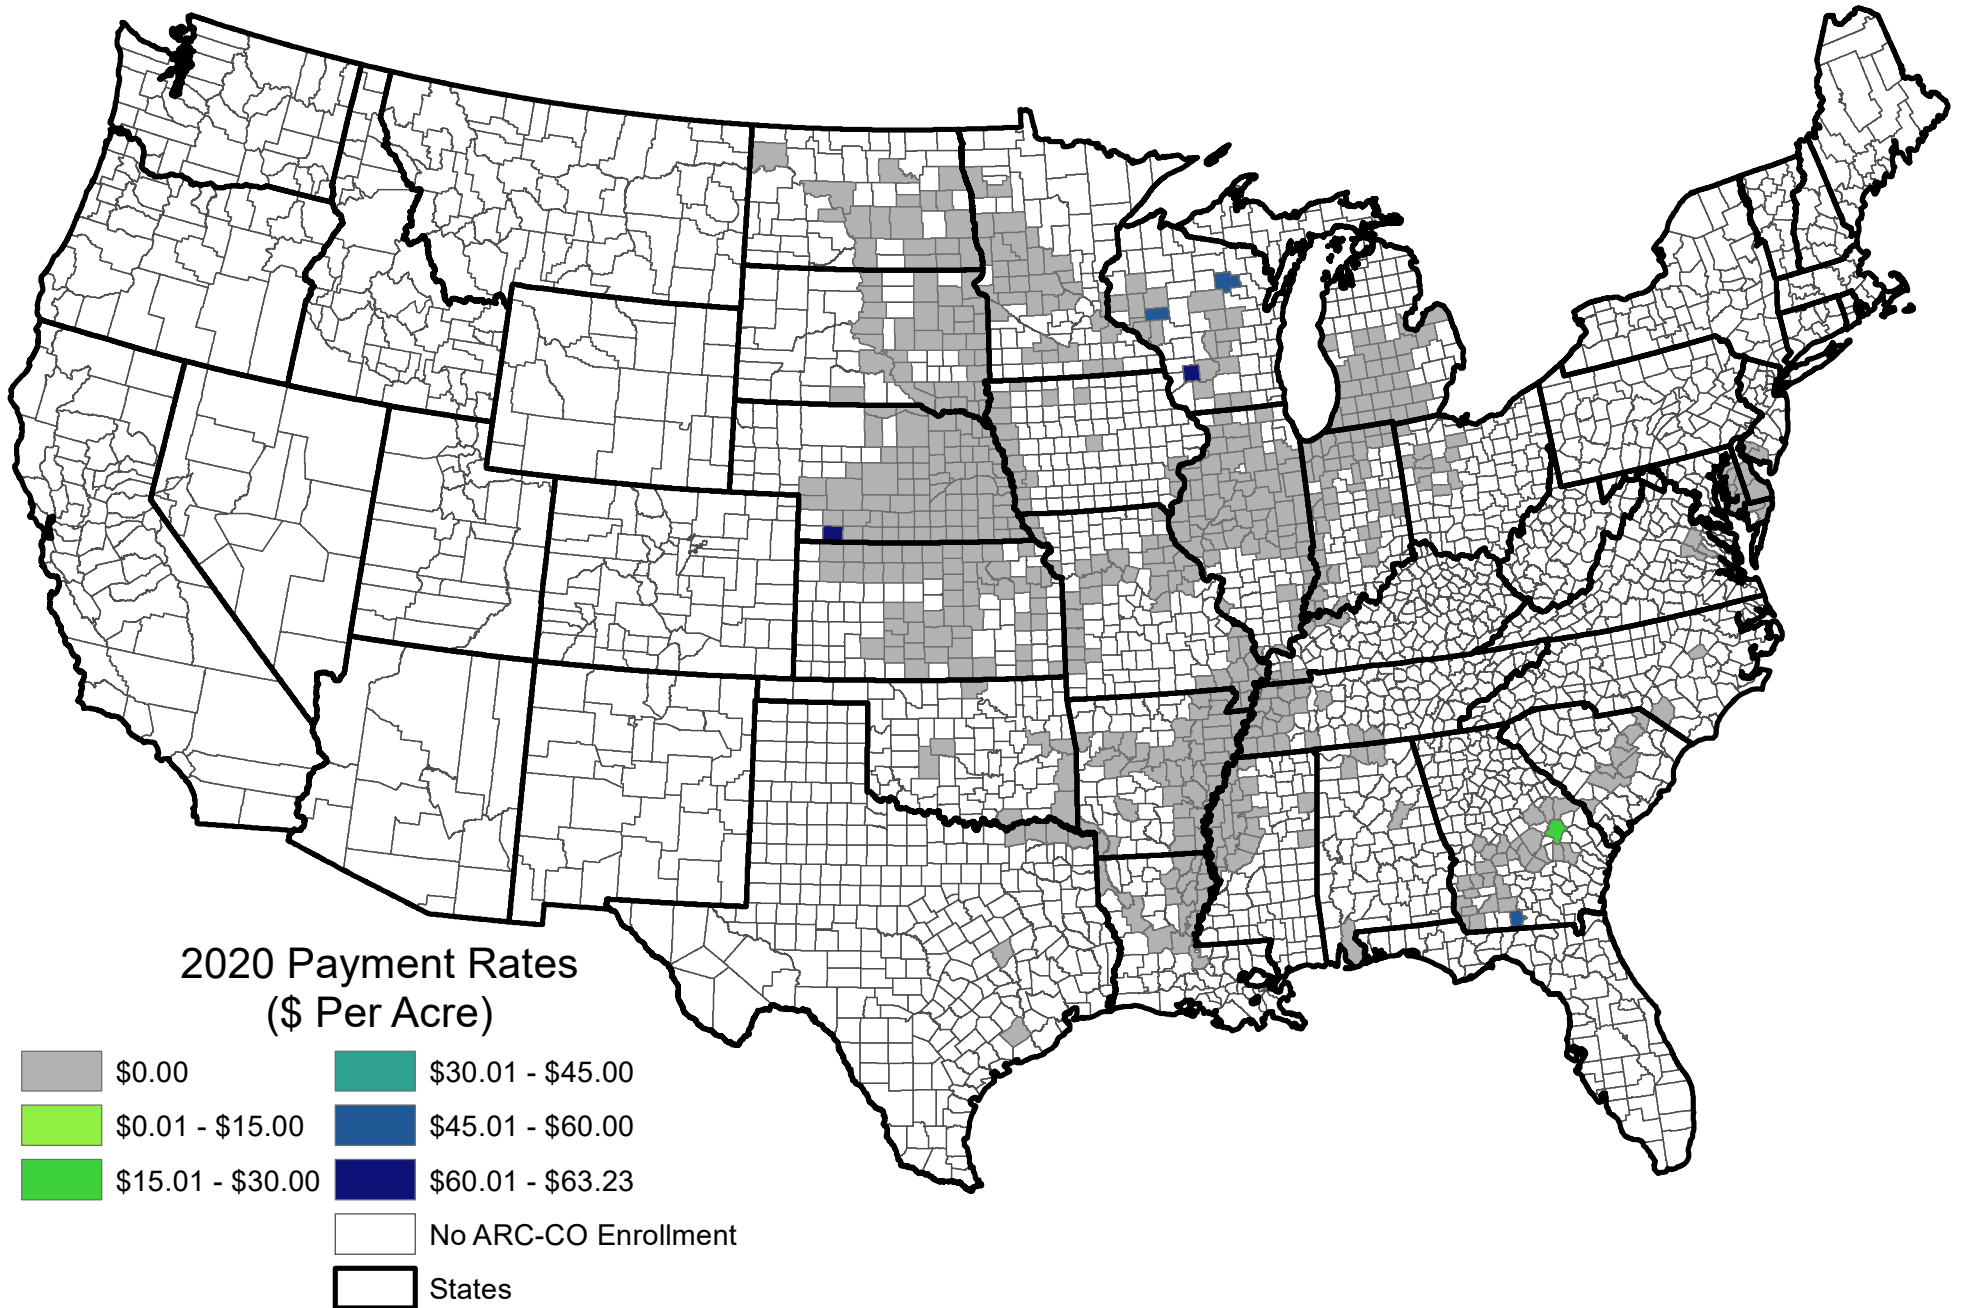 2020 Payment Rates
($ Per Acre)
$0.00
$0.01 - $15.00
$15.01 - $30.00
$30.01 - $45.00
$45.01 - $60.00
$60.01 - $63.23
No ARC-CO Enrollment
States